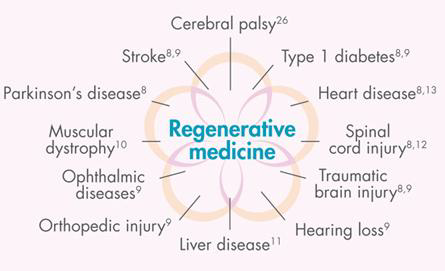 Cerebral palsy26
Stroke8,9
Type 1 diabetes8,9
Parkinson's disease8
Heart disease8,13
Regenerative
medicine
Muscular
dystrophy10
Spinal
cord injury8,12
Ophthalmic
diseases9
Traumatic
brain injury8,9
Orthopedic injury9
Hearing loss9
Liver disease11